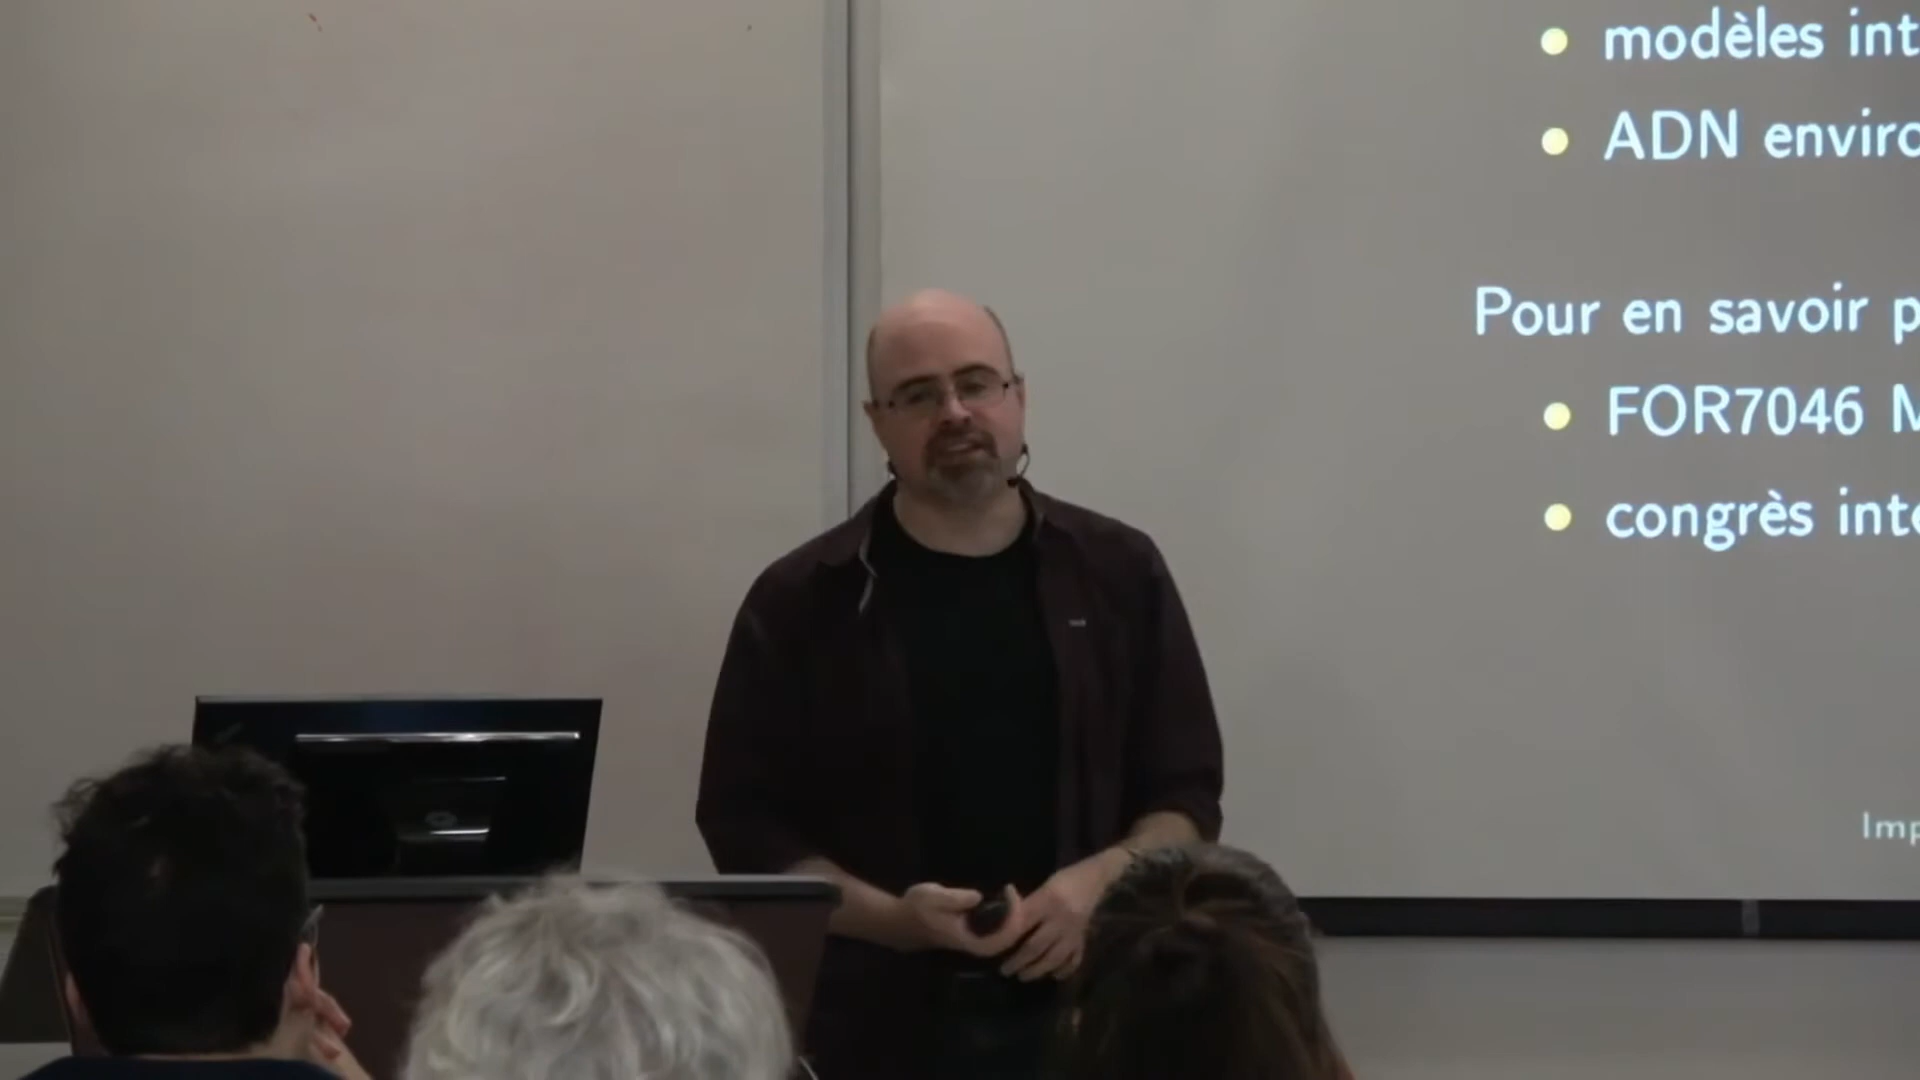 modèles int
ADN enviro
Pour en savoir p
FOR7046 M
congrès inte
Imp